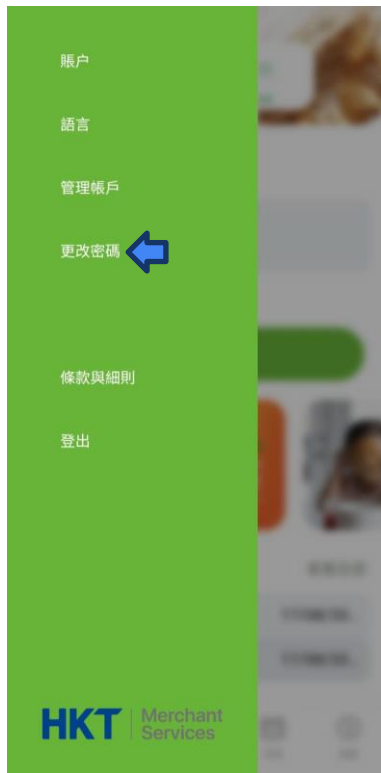 賬户
語言
管理帳戶
更改密碼
條款與細則
登出
HKT Merchant
Services